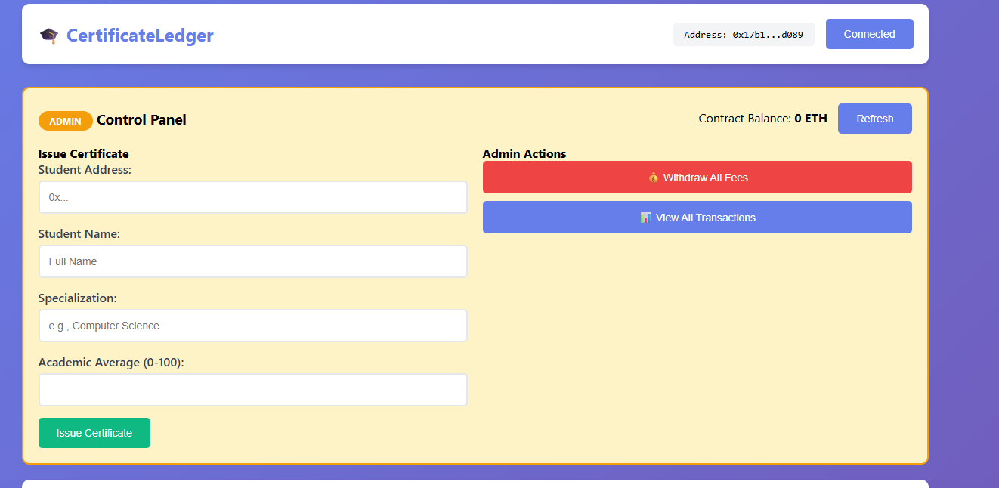 CertificateLedger
Address: 0x17b1...d089
Connected
ADMIN Control Panel
Contract Balance: 0 ETH
Refresh
Issue Certificate
Student Address:
0x...
Student Name:
Full Name
Specialization:
e.g., Computer Science
Academic Average (0-100):
Issue Certificate
Admin Actions
Withdraw All Fees
View All Transactions